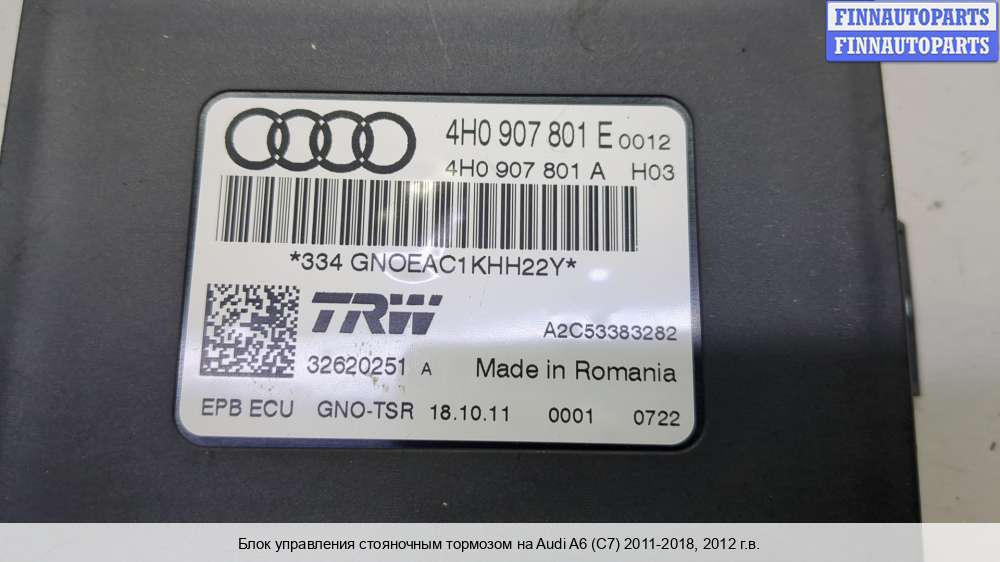 FINNAUTOPARTS
FINNAUTOPARTS
4H0 907 801 E 0012
4H0 907 801 A H03
*334 GNOEAC1KHH22Y*
TRW A2C53383282
32620251 A Made in Romania
EPB ECU GNO-TSR 18.10.11 0001 0722
Блок управления стояночным тормозом на Audi A6 (C7) 2011-2018, 2012 г.в.